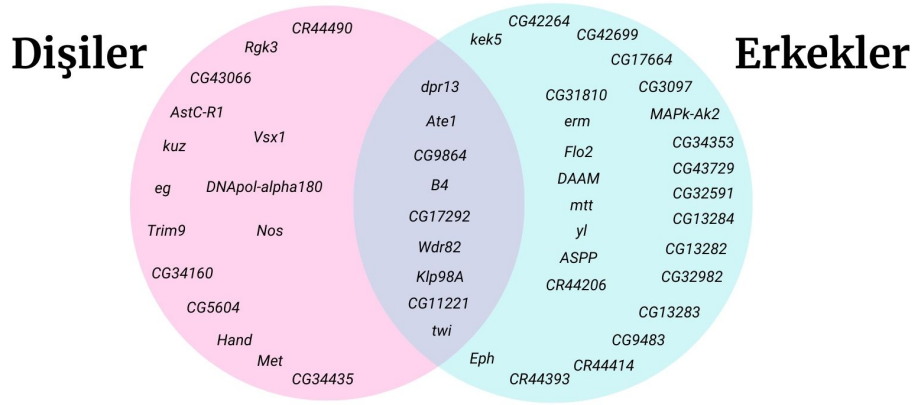 Dişiler
Erkekler
CR44490
Rgk3
CG43066
AstC-R1
Vsx1
kuz
eg
DNApol-alpha180
Trim9
Nos
CG34160
CG5604
Hand
Met
CG34435
dpr13
Ate1
CG9864
B4
CG17292
Wdr82
Klp98A
CG11221
twi
CG42264
kek5
CG42699
CG17664
CG31810
CG3097
erm
MAPk-Ak2
Flo2
CG34353
DAAM
CG43729
mtt
CG32591
yl
CG13284
ASPP
CG13282
CR44206
CG32982
CG13283
CG9483
Eph
CR44414
CR44393